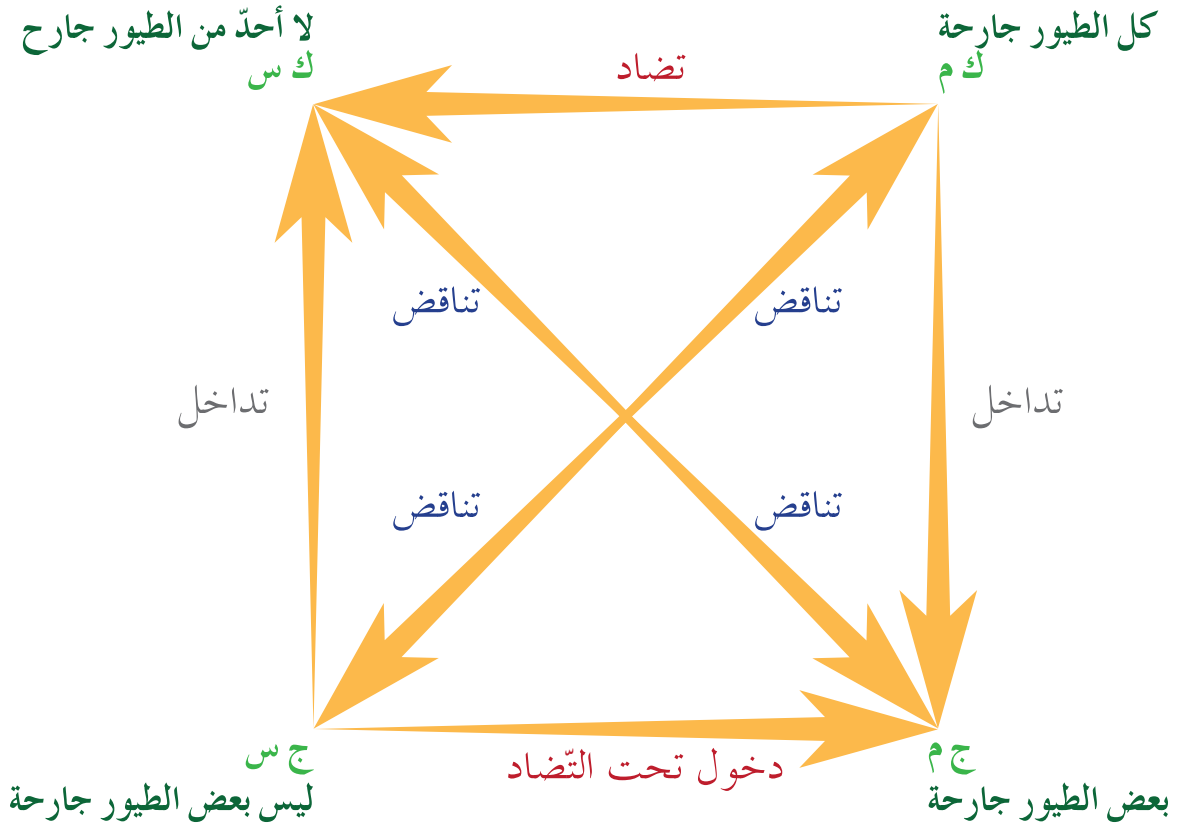 كل الطيور جارحة
ك م
لا أحدّ من الطيور جارح
ك س
تضاد
تناقض
تناقض
تداخل
تداخل
تناقض
تناقض
ج م
بعض الطيور جارحة
دخول تحت التّضاد
ج س
ليس بعض الطيور جارحة